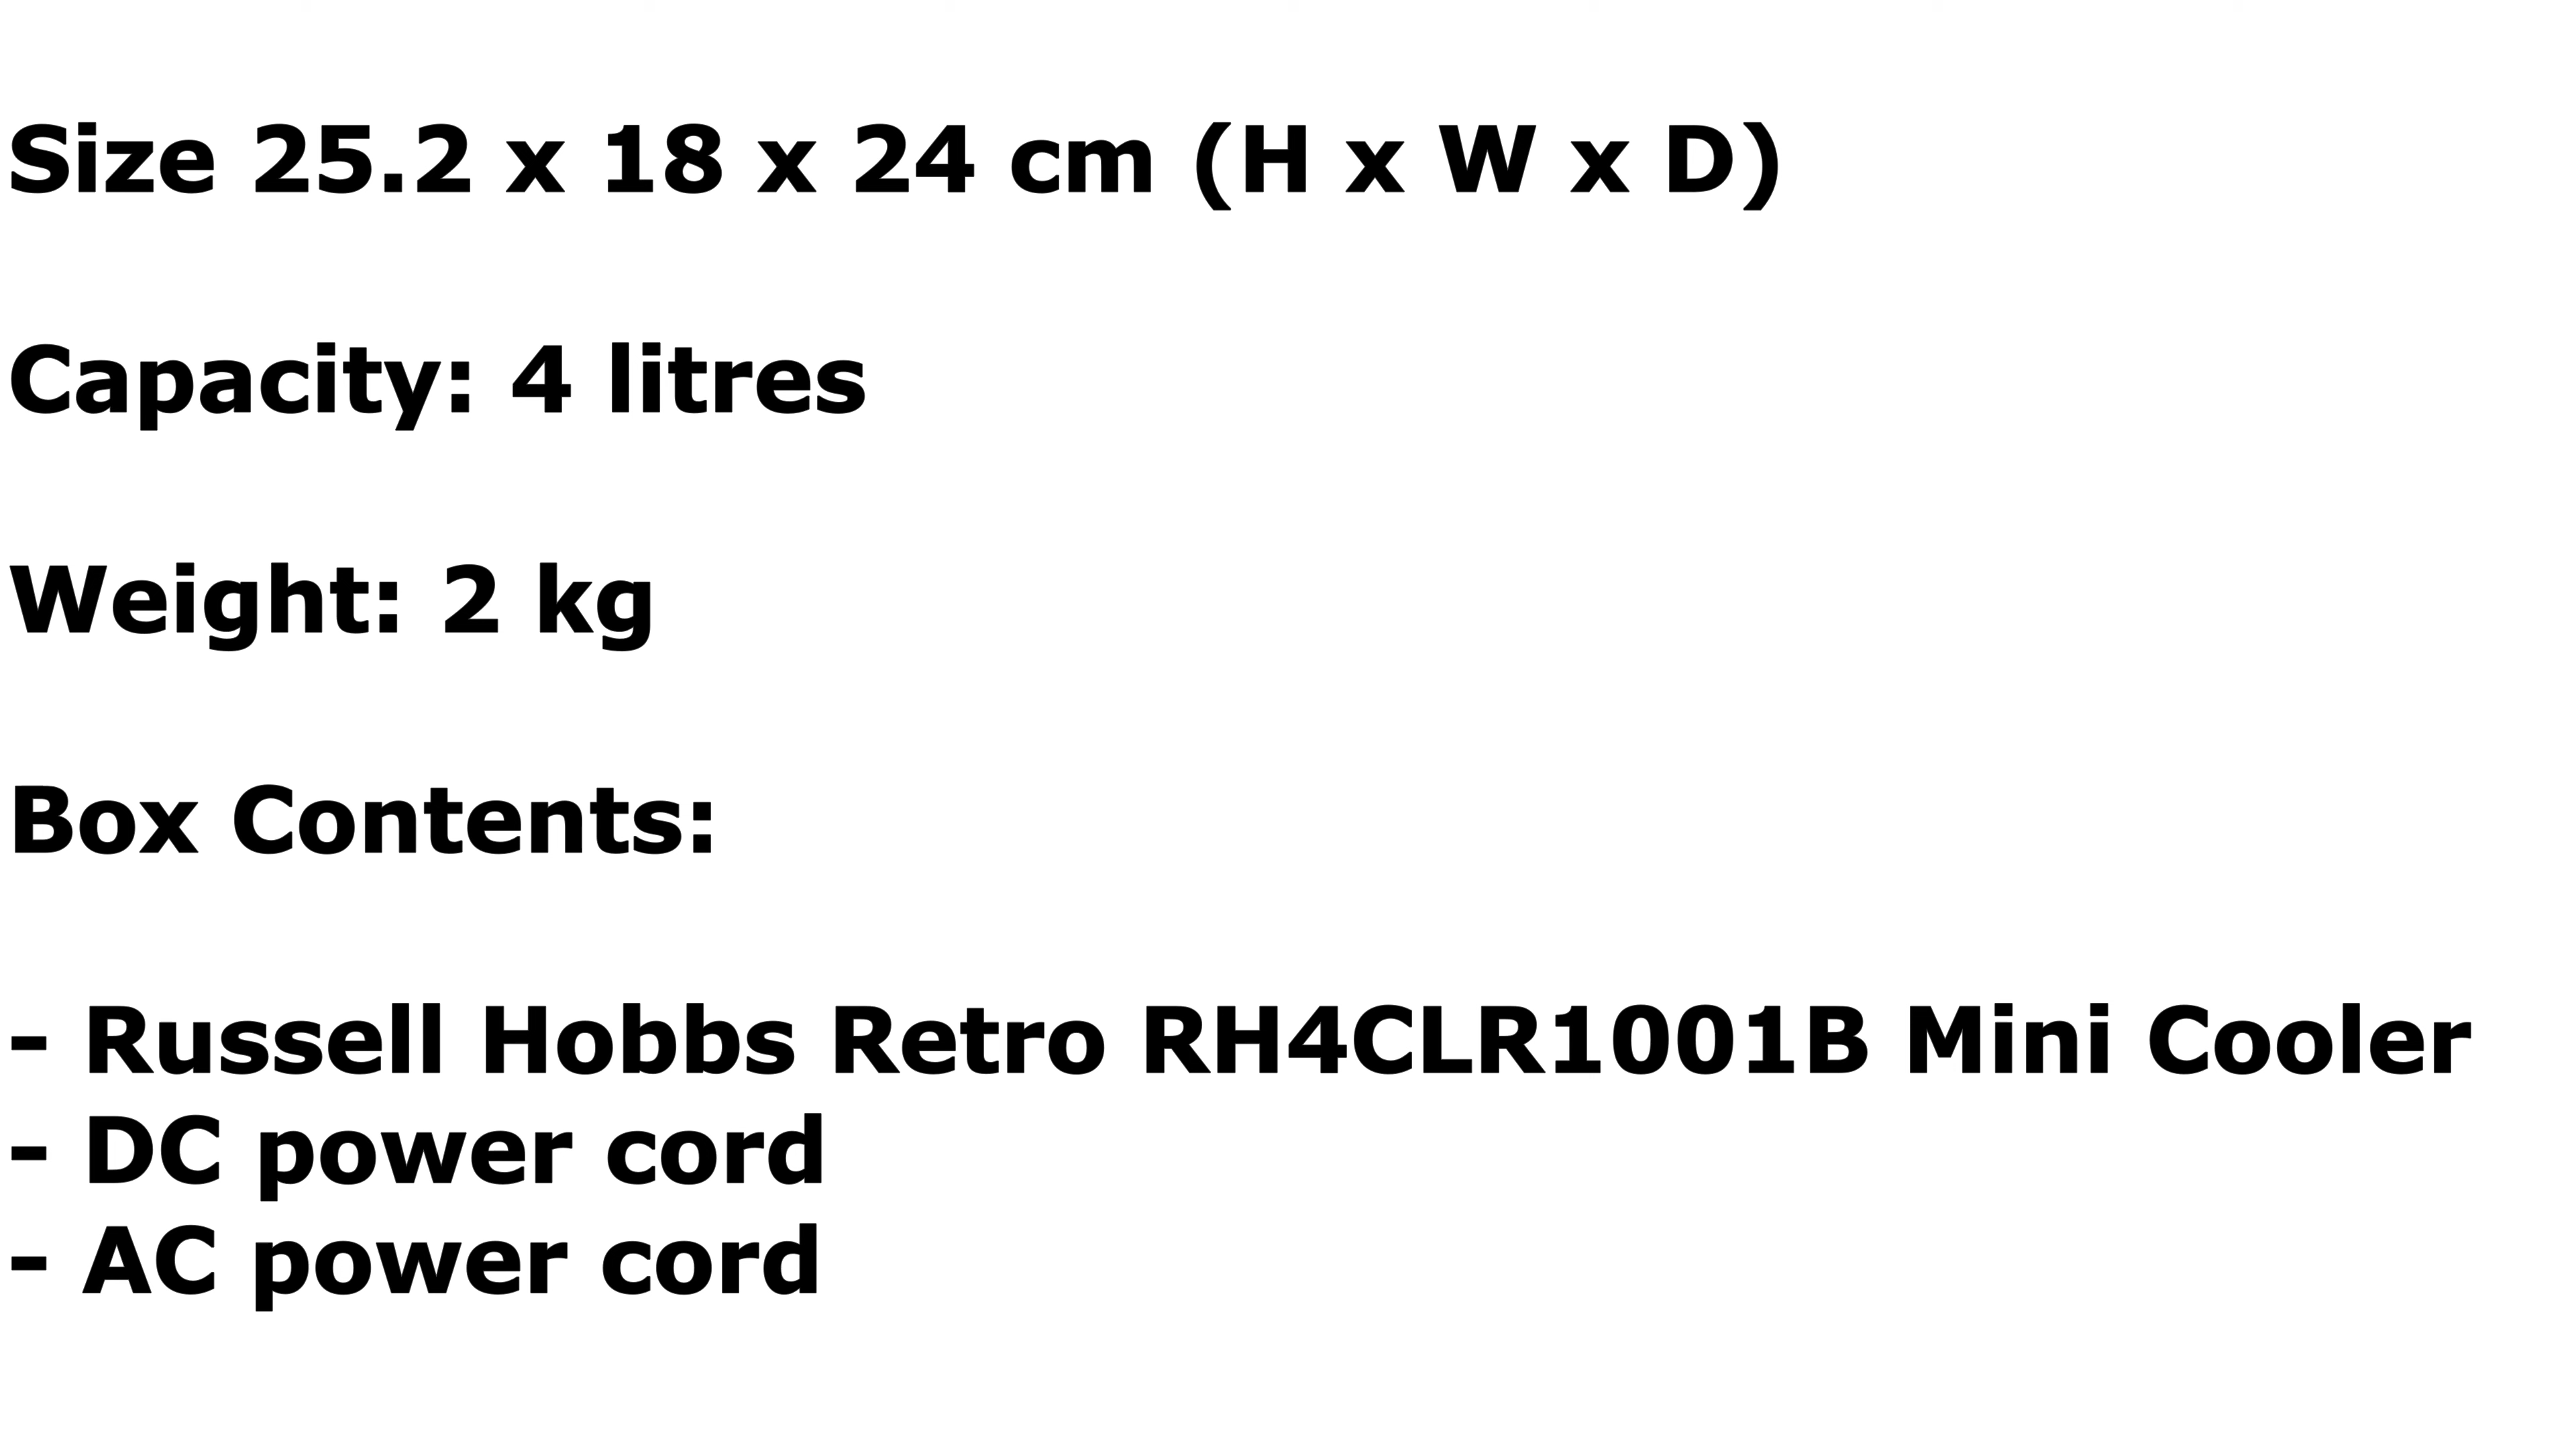 Size 25.2 x 18 x 24 cm (H x W x D)
Capacity: 4 litres
Weight: 2 kg
Box Contents:
- Russell Hobbs Retro RH4CLR1001B Mini Cooler
- DC power cord
- AC power cord